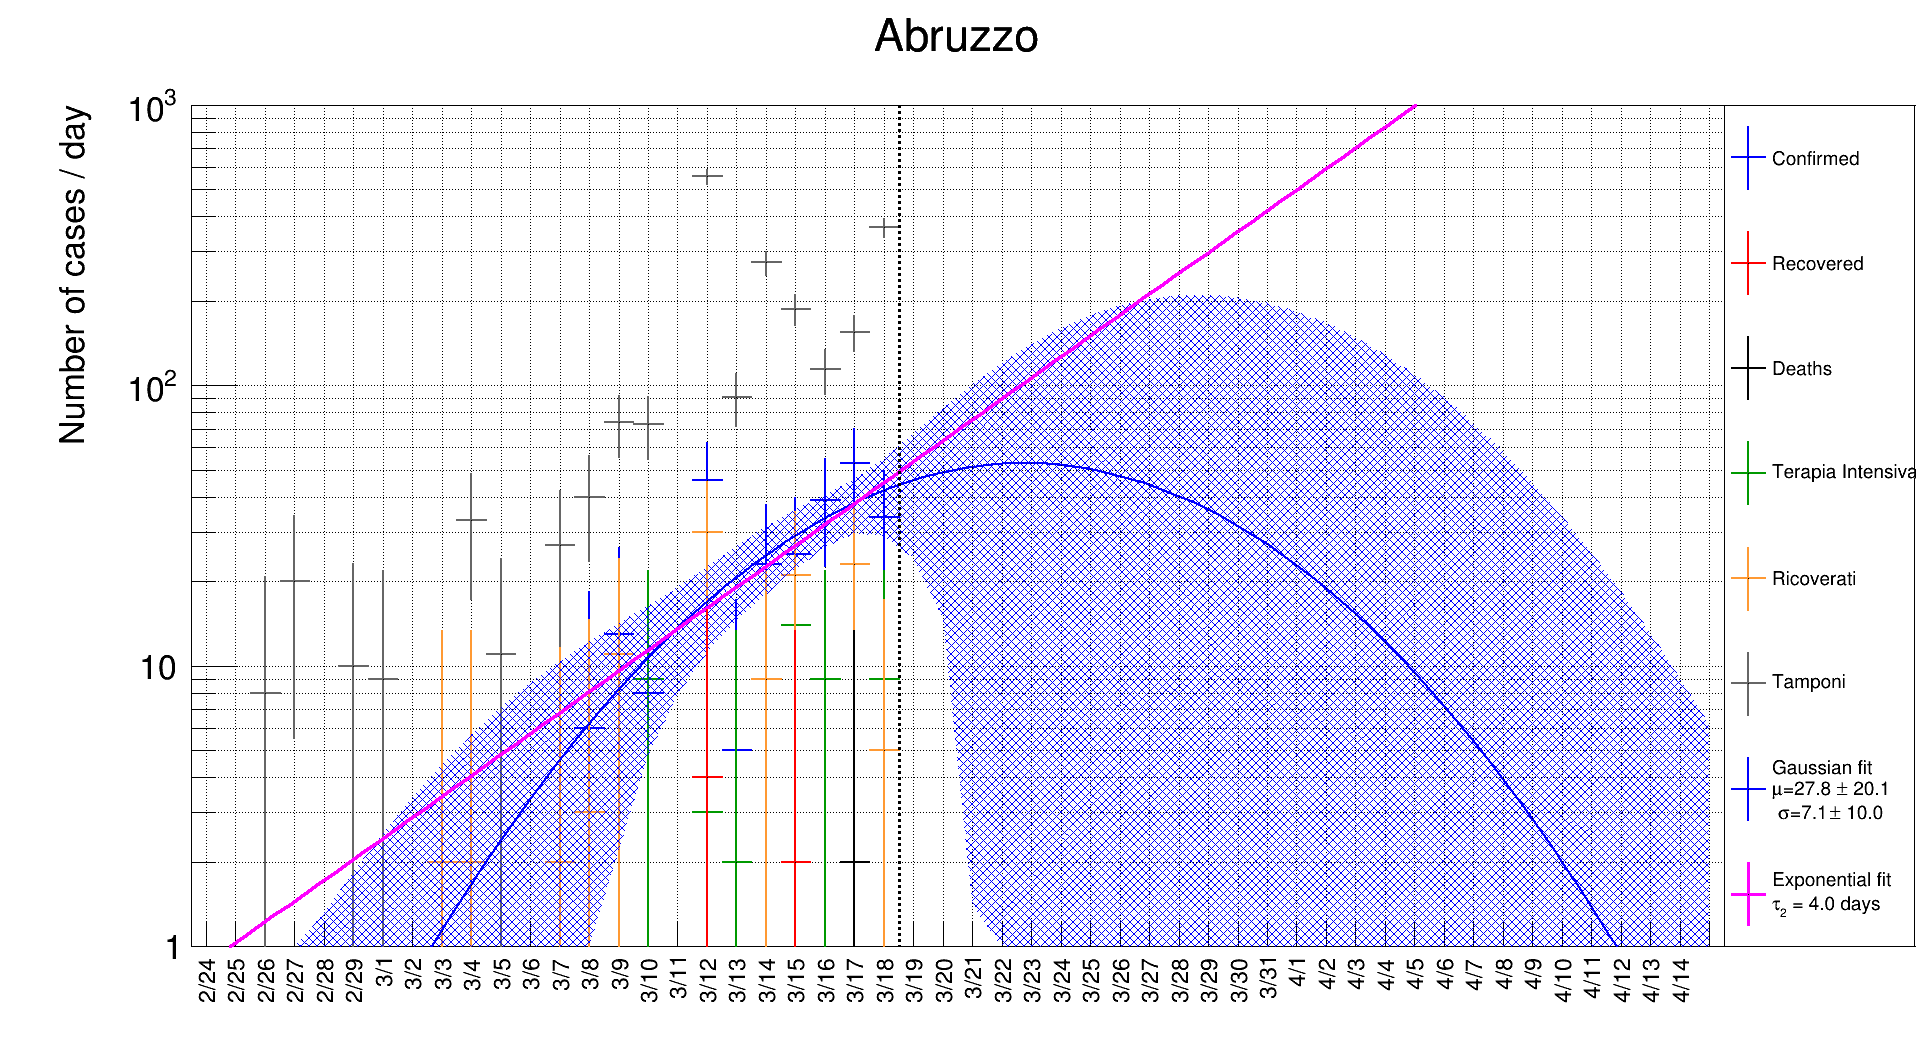 Abruzzo
Number of cases / day
10³
10²
10
1
2/24 2/25 2/26 2/27 2/28 2/29 3/1 3/2 3/3 3/4 3/5 3/6 3/7 3/8 3/9 3/10 3/11 3/12 3/13 3/14 3/15 3/16 3/17 3/18 3/19 3/20 3/21 3/22 3/23 3/24 3/25 3/26 3/27 3/28 3/29 3/30 3/31 4/1 4/2 4/3 4/4 4/5 4/6 4/7 4/8 4/9 4/10 4/11 4/12 4/13 4/14
Confirmed
Recovered
Deaths
Terapia Intensiva
Ricoverati
Tamponi
Gaussian fit
μ=27.8 ± 20.1
σ=7.1± 10.0
Exponential fit
τ₂ = 4.0 days